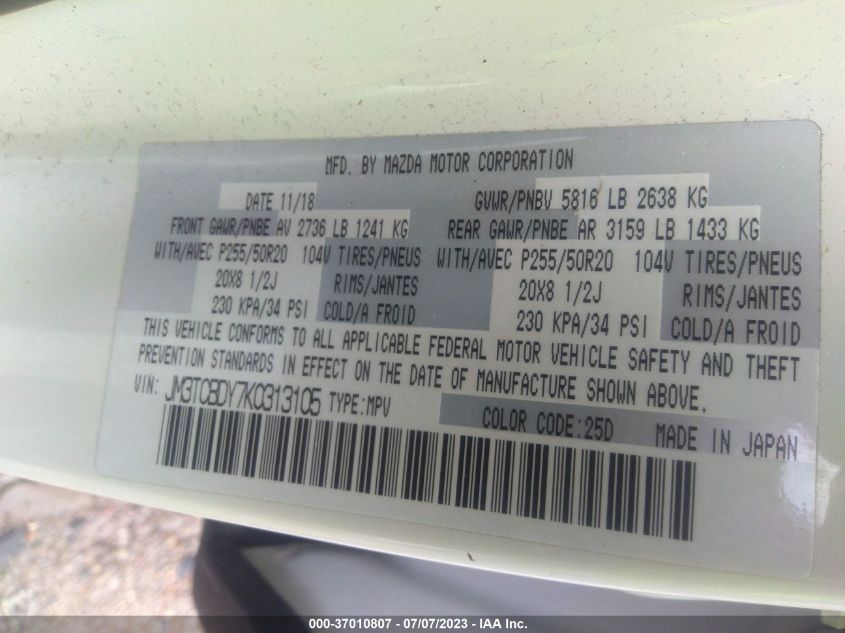 MFD. BY MAZDA MOTOR CORPORATION
DATE 11/18 GVWR/PNBV 5816 LB 2638 KG
FRONT GAWR/PNBE AV 2736 LB 1241 KG REAR GAWR/PNBE AR 3159 LB 1433 KG
WITH/AVEC P255/50R20 104V TIRES/PNEUS WITH/AVEC P255/50R20 104V TIRES/PNEUS
20X8 1/2J RIMS/JANTES 20X8 1/2J RIMS/JANTES
230 KPA/34 PSI COLD/A FROID 230 KPA/34 PSI COLD/A FROID
THIS VEHICLE CONFORMS TO ALL APPLICABLE FEDERAL MOTOR VEHICLE SAFETY AND THEFT
PREVENTION STANDARDS IN EFFECT ON THE DATE OF MANUFACTURE SHOWN ABOVE.
VIN: JM3TCBDY7K0313105 TYPE:MPV COLOR CODE:25D MADE IN JAPAN
000-37010807 - 07/07/2023 - IAA Inc.